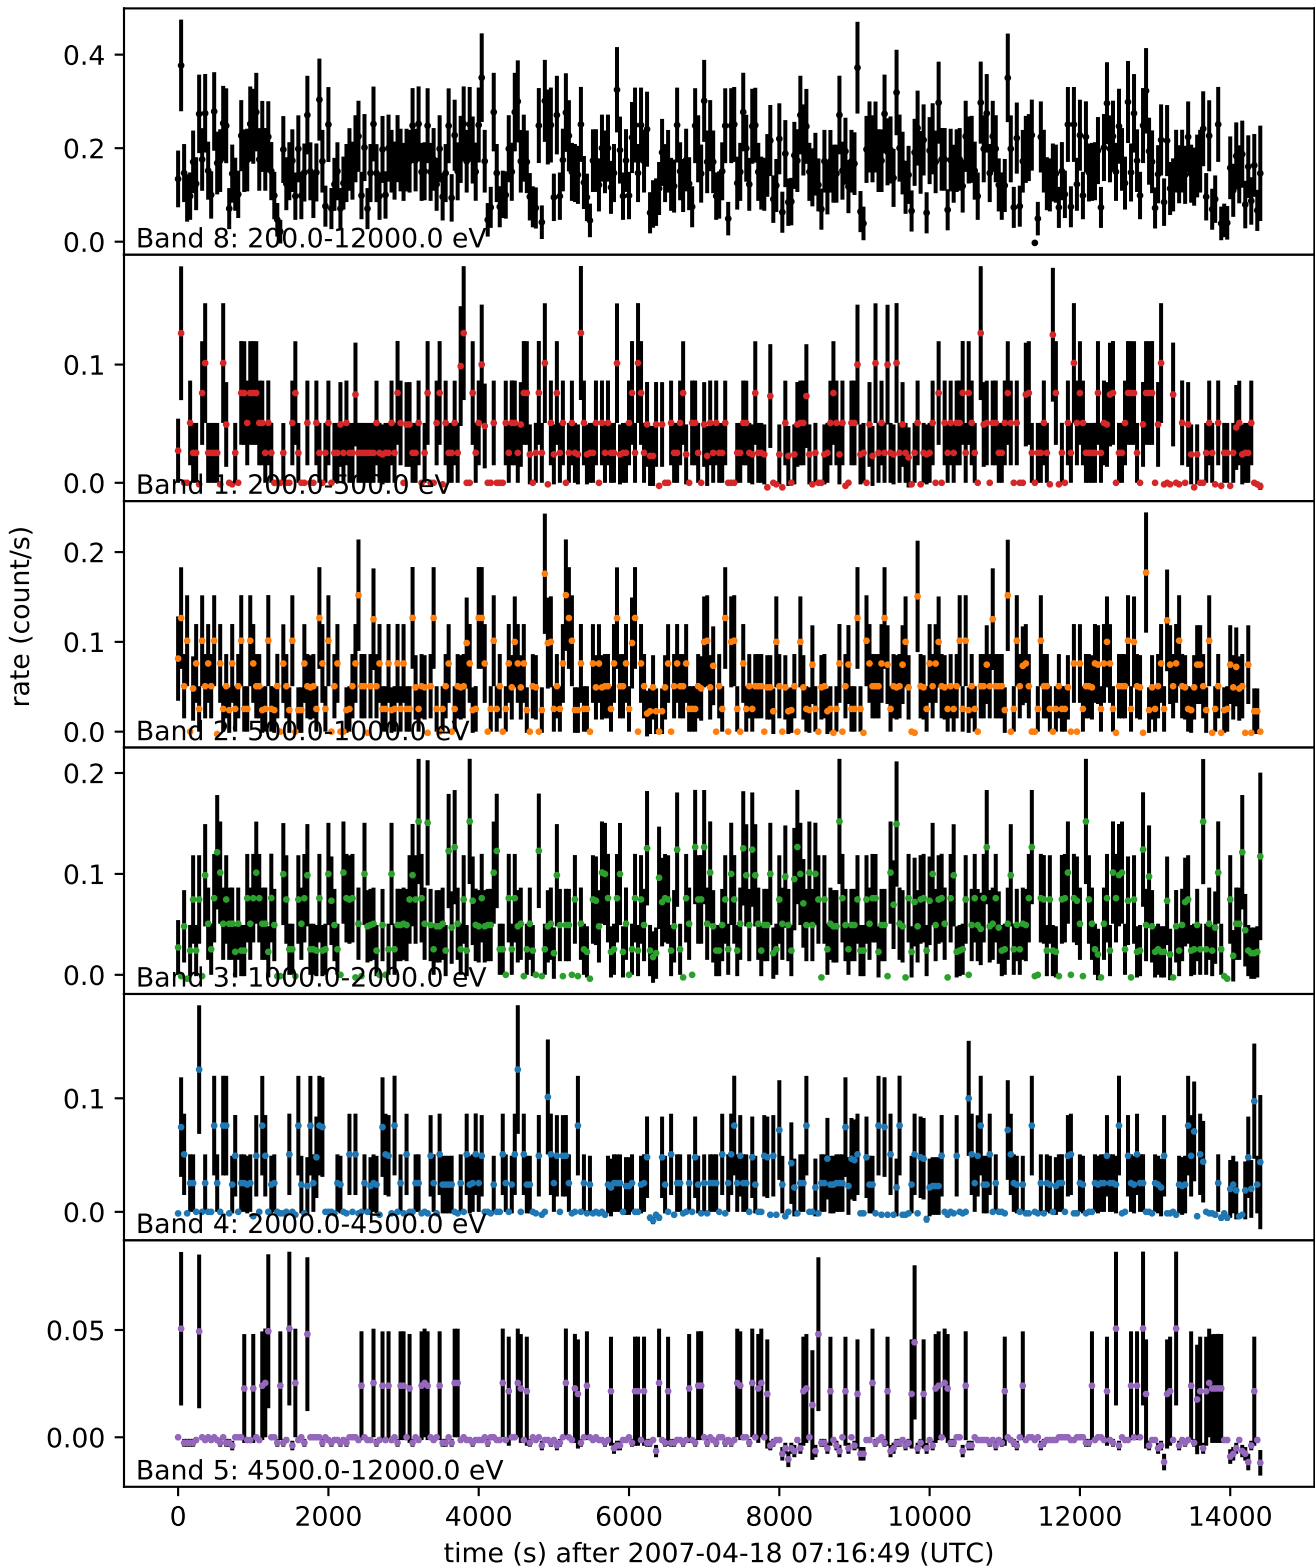 0.4
0.2
0.0
Band 8: 200.0-12000.0 eV
0.1
0.0
Band 1: 200.0-500.0 eV
0.2
0.1
0.0
Band 2: 500.0-1000.0 eV
rate (count/s)
0.2
0.1
0.0
Band 3: 1000.0-2000.0 eV
0.1
0.0
Band 4: 2000.0-4500.0 eV
0.05
0.00
Band 5: 4500.0-12000.0 eV
0 2000 4000 6000 8000 10000 12000 14000
time (s) after 2007-04-18 07:16:49 (UTC)